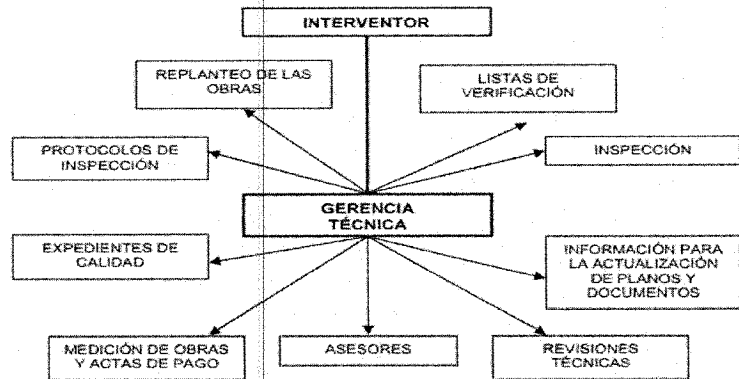 INTERVENTOR
REPLANTEO DE LAS
OBRAS
LISTAS DE
VERIFICACIÓN
PROTOCOLOS DE
INSPECCIÓN
INSPECCIÓN
GERENCIA
TÉCNICA
EXPEDIENTES DE
CALIDAD
INFORMACIÓN PARA
LA ACTUALIZACIÓN
DE PLANOS Y
DOCUMENTOS
MEDICIÓN DE OBRAS
Y ACTAS DE PAGO
ASESORES
REVISIONES
TÉCNICAS